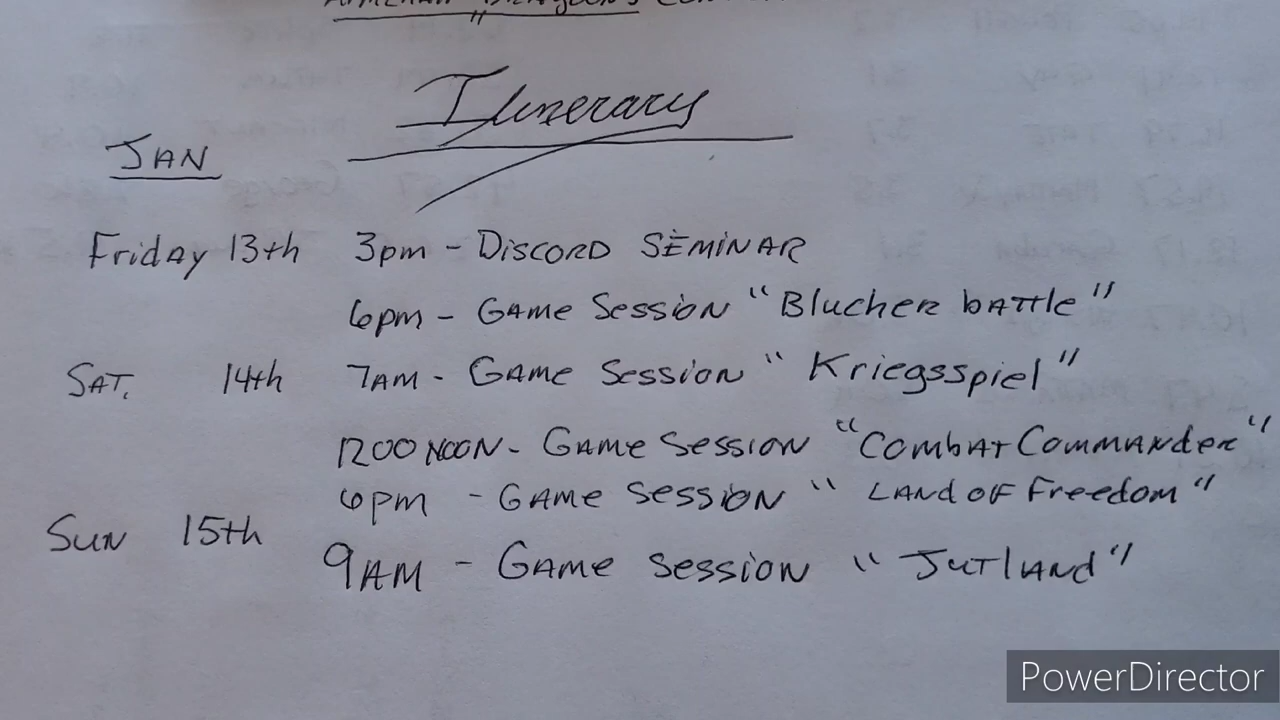 Itinerary
JAN
Friday 13th 3pm - DISCORD SEMINAR
6pm - GAME SESSION "Blucher battle"
SAT. 14th 7AM - GAME SESSION "Kriegsspiel"
1200 NOON - GAME SESSION "COMBAT COMMANDER"
6pm - GAME SESSION "LAND OF Freedom"
SUN 15th
9AM - GAME SESSION "JUTLAND"
PowerDirector